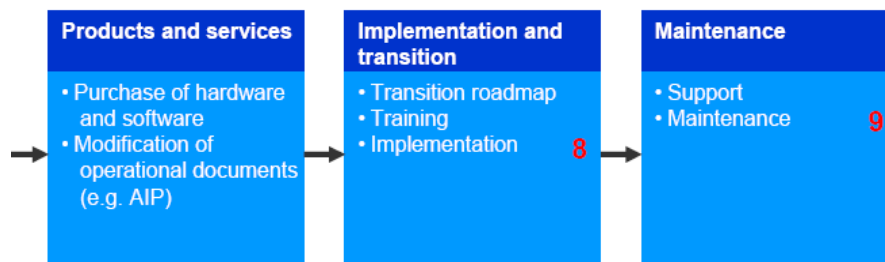 Products and services
• Purchase of hardware
and software
• Modification of
operational documents
(e.g. AIP)
Implementation and
transition
• Transition roadmap
• Training
• Implementation
8
Maintenance
• Support
• Maintenance
9